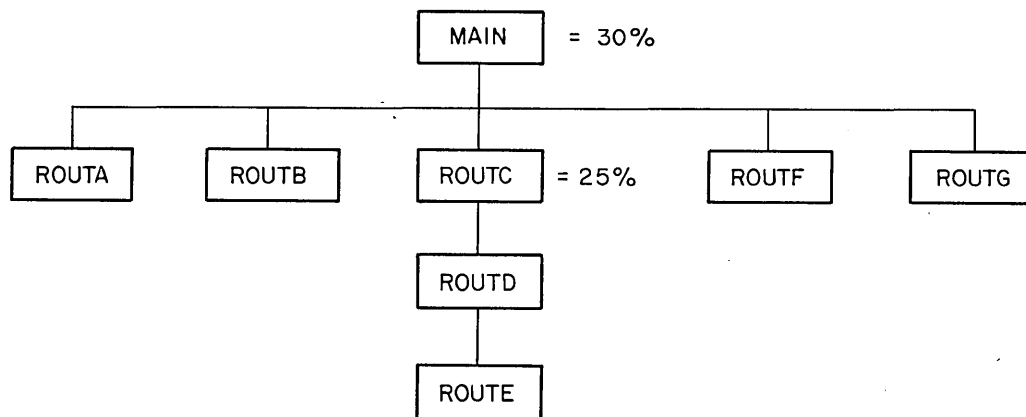 MAIN = 30%
ROUTA ROUTB ROUTC = 25% ROUTF ROUTG
ROUTD
ROUTE